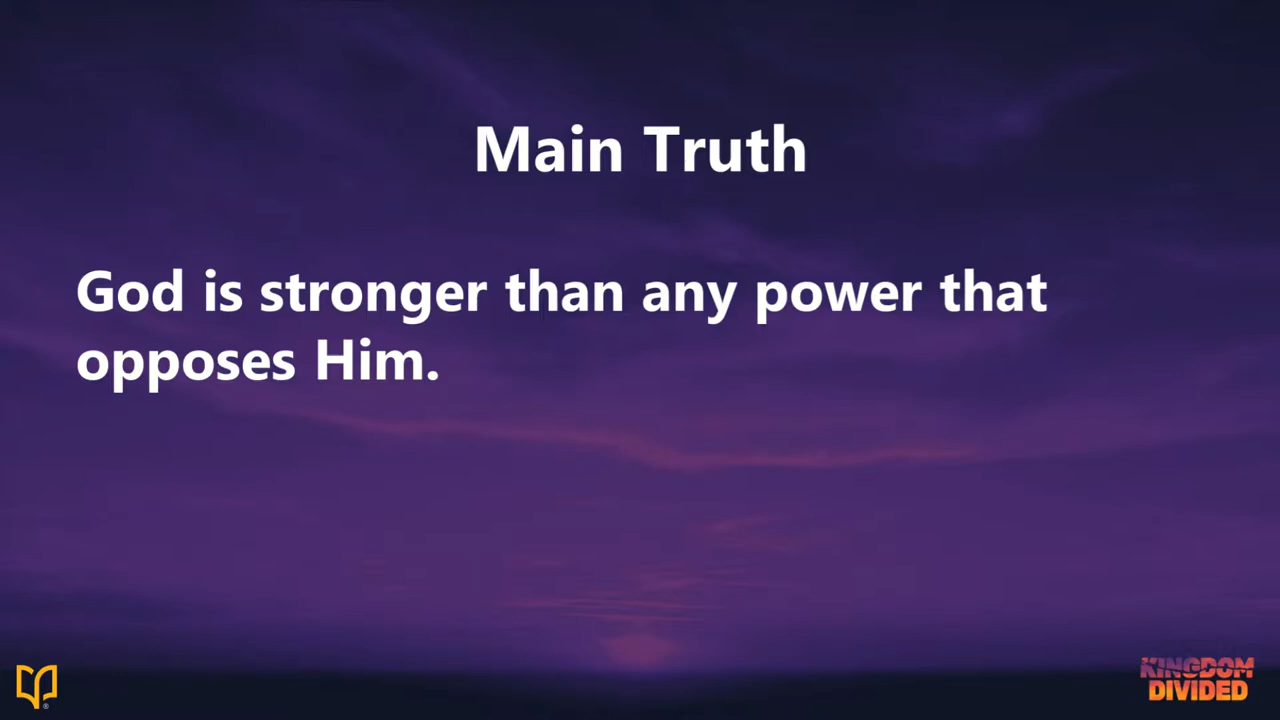 Main Truth
God is stronger than any power that
opposes Him.
KINGDOM
DIVIDED